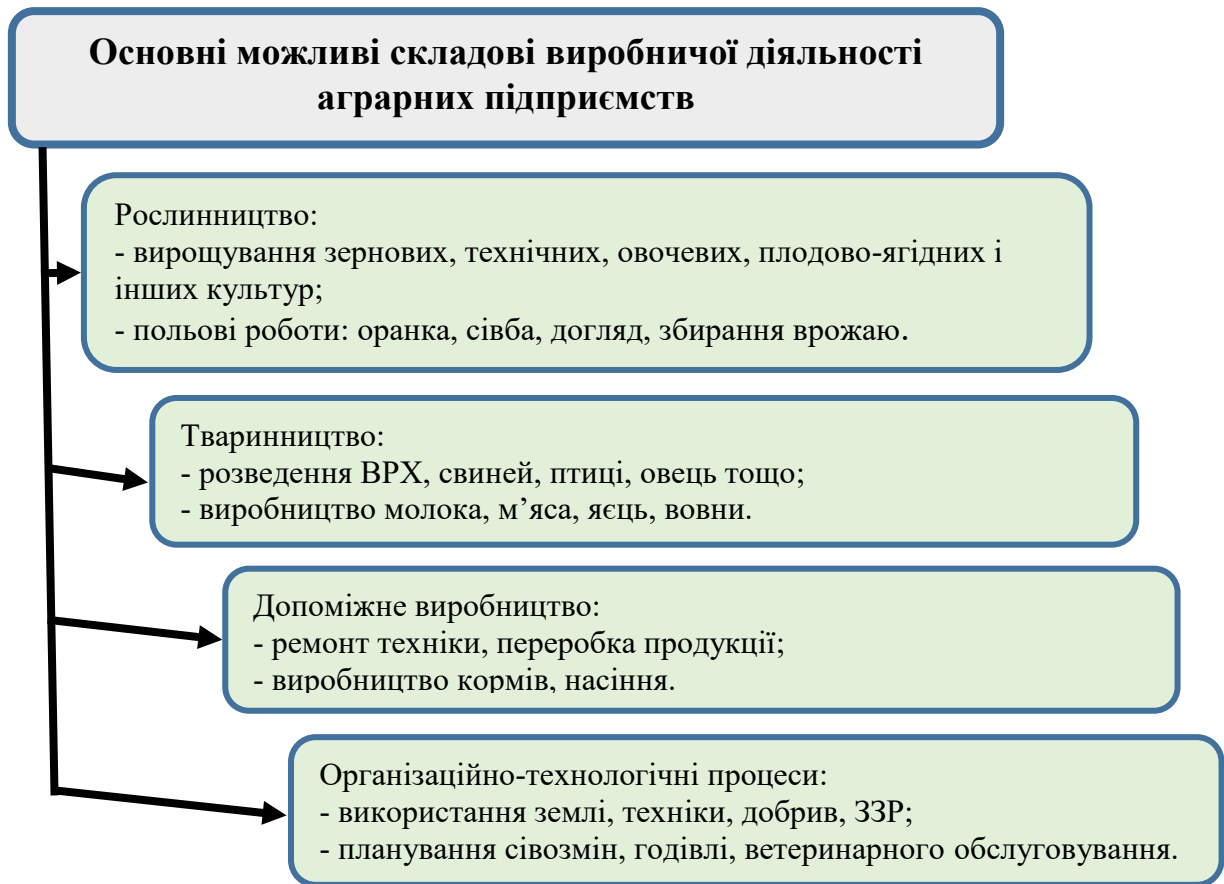 Основні можливі складові виробничої діяльності
аграрних підприємств
Рослинництво:
- вирощування зернових, технічних, овочевих, плодово-ягідних і
інших культур;
- польові роботи: оранка, сівба, догляд, збирання врожаю.
Тваринництво:
- розведення ВРХ, свиней, птиці, овець тощо;
- виробництво молока, м’яса, яєць, вовни.
Допоміжне виробництво:
- ремонт техніки, переробка продукції;
- виробництво кормів, насіння.
Організаційно-технологічні процеси:
- використання землі, техніки, добрив, ЗЗР;
- планування сівозмін, годівлі, ветеринарного обслуговування.